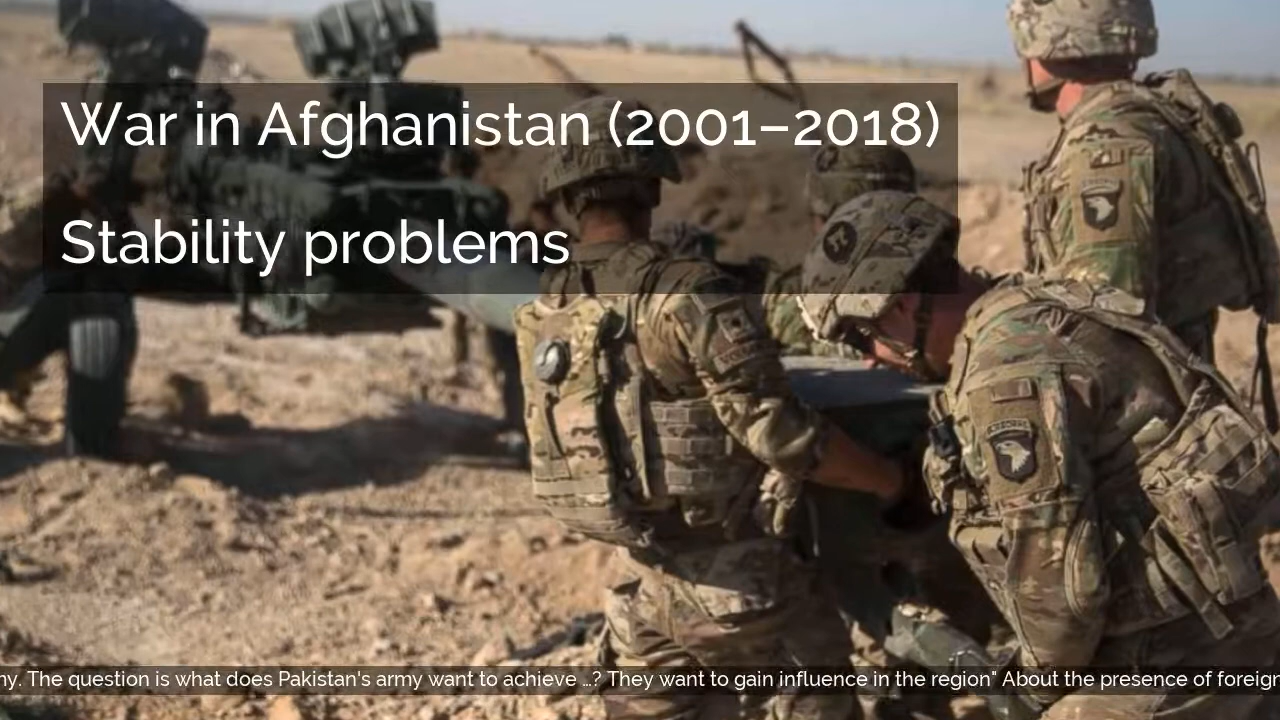 War in Afghanistan (2001–2018)
Stability problems
ny. The question is what does Pakistan's army want to achieve …? They want to gain influence in the region" About the presence of foreign